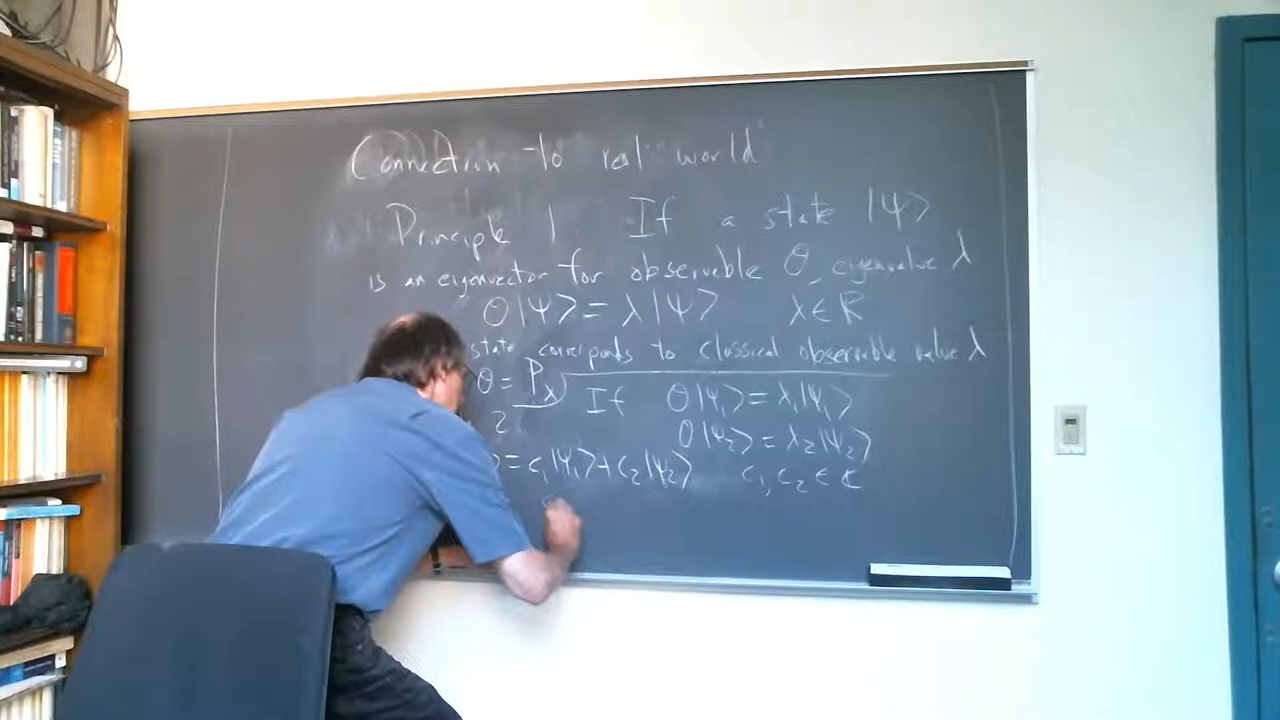 Connection to "real" world"
Principle 1. If a state |ψ⟩
is an eigenvector for observable O, eigenvalue λ
O|ψ⟩ = λ|ψ⟩ λ ∈ R
state corresponds to classical observable value λ
O = Px If O|ψ₁⟩ = λ₁|ψ₁⟩
O|ψ₂⟩ = λ₂|ψ₂⟩
= c₁|ψ₁⟩ + c₂|ψ₂⟩ c₁, c₂ ∈ C